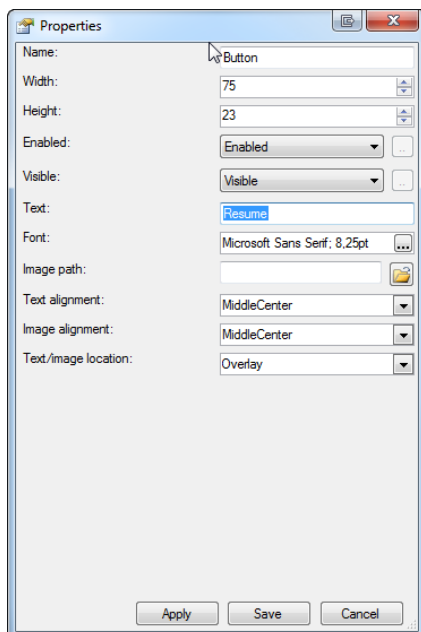 Properties
Name: Button
Width: 75
Height: 23
Enabled: Enabled ..
Visible: Visible ..
Text: Resume
Font: Microsoft Sans Serif; 8,25pt ...
Image path:
Text alignment: MiddleCenter
Image alignment: MiddleCenter
Text/image location: Overlay
Apply Save Cancel